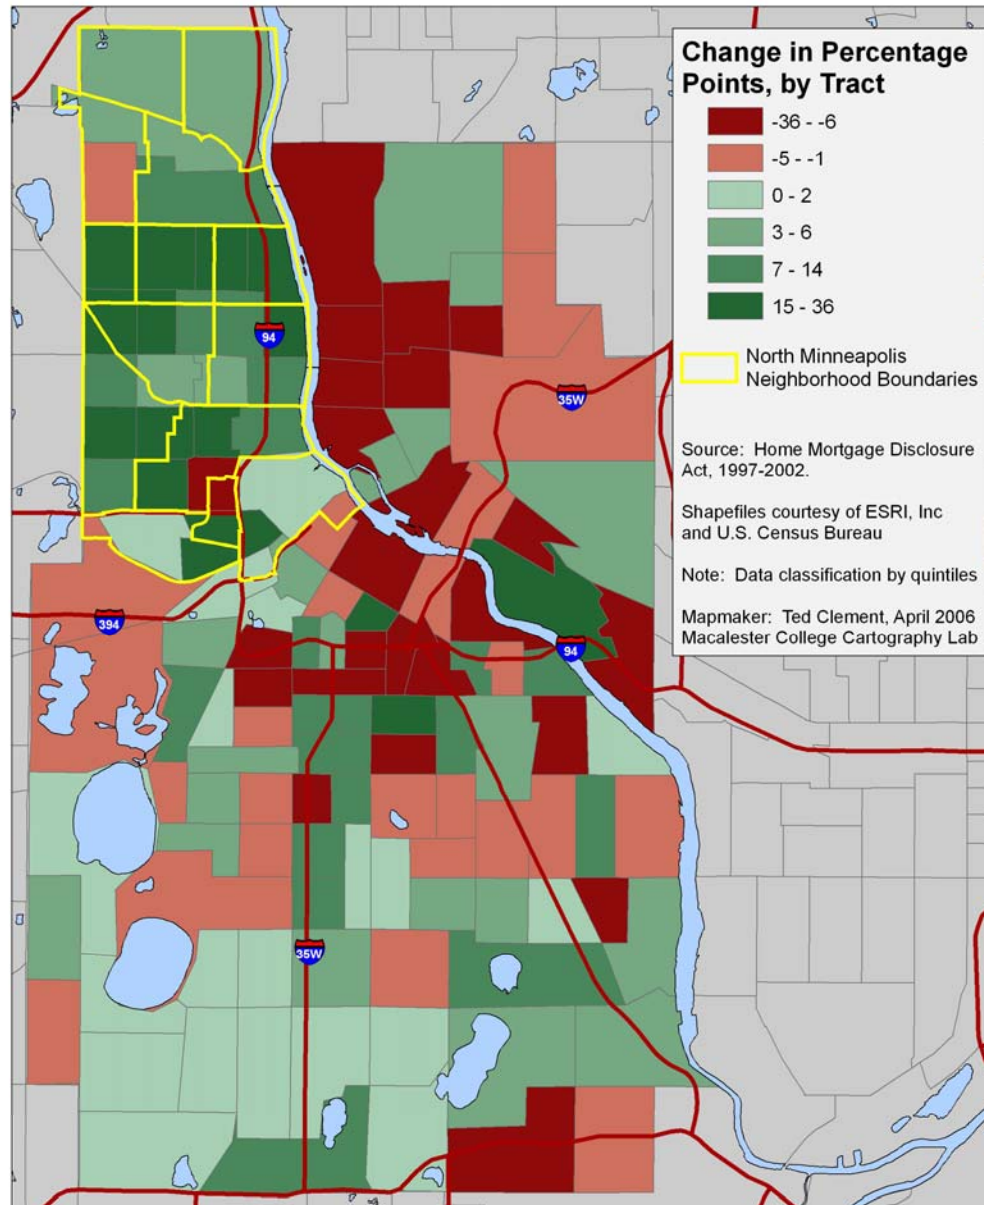 Change in Percentage
Points, by Tract
-36 - -6
-5 - -1
0 - 2
3 - 6
7 - 14
15 - 36
North Minneapolis
Neighborhood Boundaries
Source: Home Mortgage Disclosure
Act, 1997-2002.
Shapefiles courtesy of ESRI, Inc
and U.S. Census Bureau
Note: Data classification by quintiles
Mapmaker: Ted Clement, April 2006
Macalester College Cartography Lab
94
35W
394
94
35W